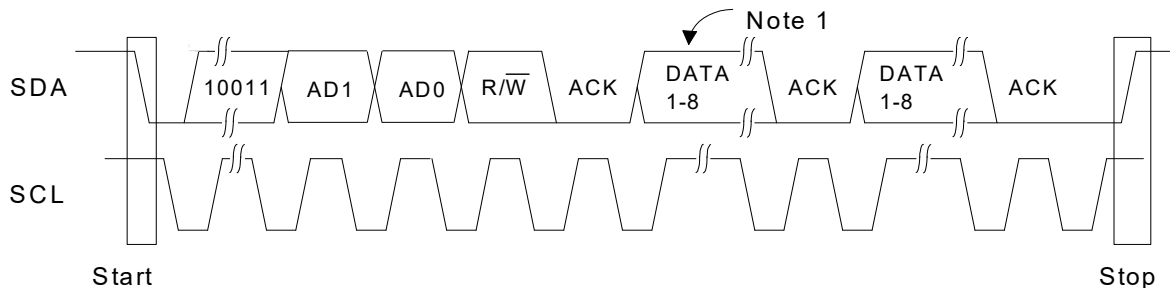 Note 1
SDA
10011
AD1
AD0
R/W̅
ACK
DATA
1-8
ACK
DATA
1-8
ACK
SCL
Start
Stop